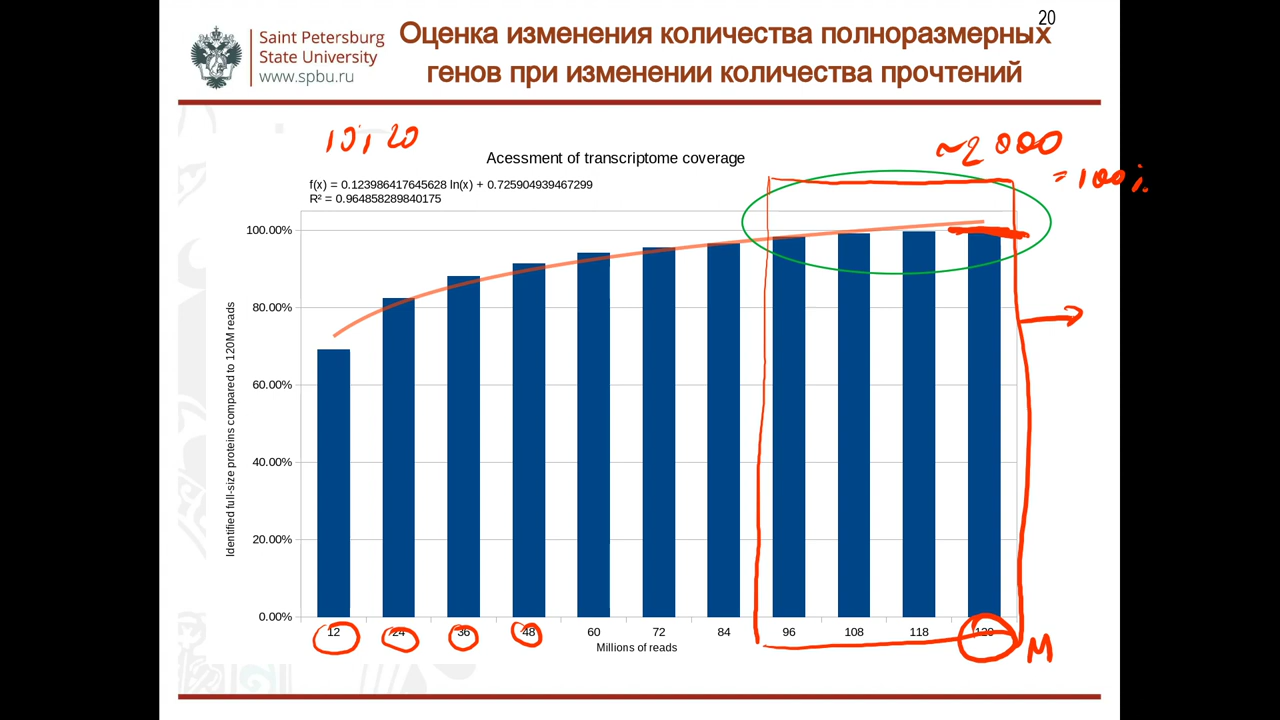 20
Saint Petersburg
State University
www.spbu.ru
Оценка изменения количества полноразмерных
генов при изменении количества прочтений
10, 20
~2 000
= 100%
Acessment of transcriptome coverage
f(x) = 0.123986417645628 ln(x) + 0.725904939467299
R² = 0.964858289840175
Identified full-size proteins compared to 120M reads
100.00%
80.00%
60.00%
40.00%
20.00%
0.00%
12 24 36 48 60 72 84 96 108 118 120
Millions of reads
M